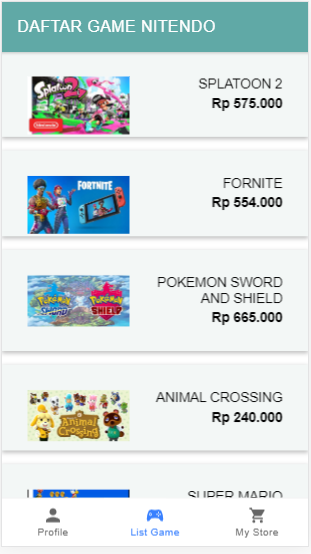 DAFTAR GAME NITENDO
Splatoon 2
Nintendo
SPLATOON 2
Rp 575.000
FORTNITE
FORNITE
Rp 554.000
Pokémon Pokémon
SHIELD
POKEMON SWORD
AND SHIELD
Rp 665.000
Animal
Crossing
ANIMAL CROSSING
Rp 240.000
SUPER MARIO
Profile
List Game
My Store